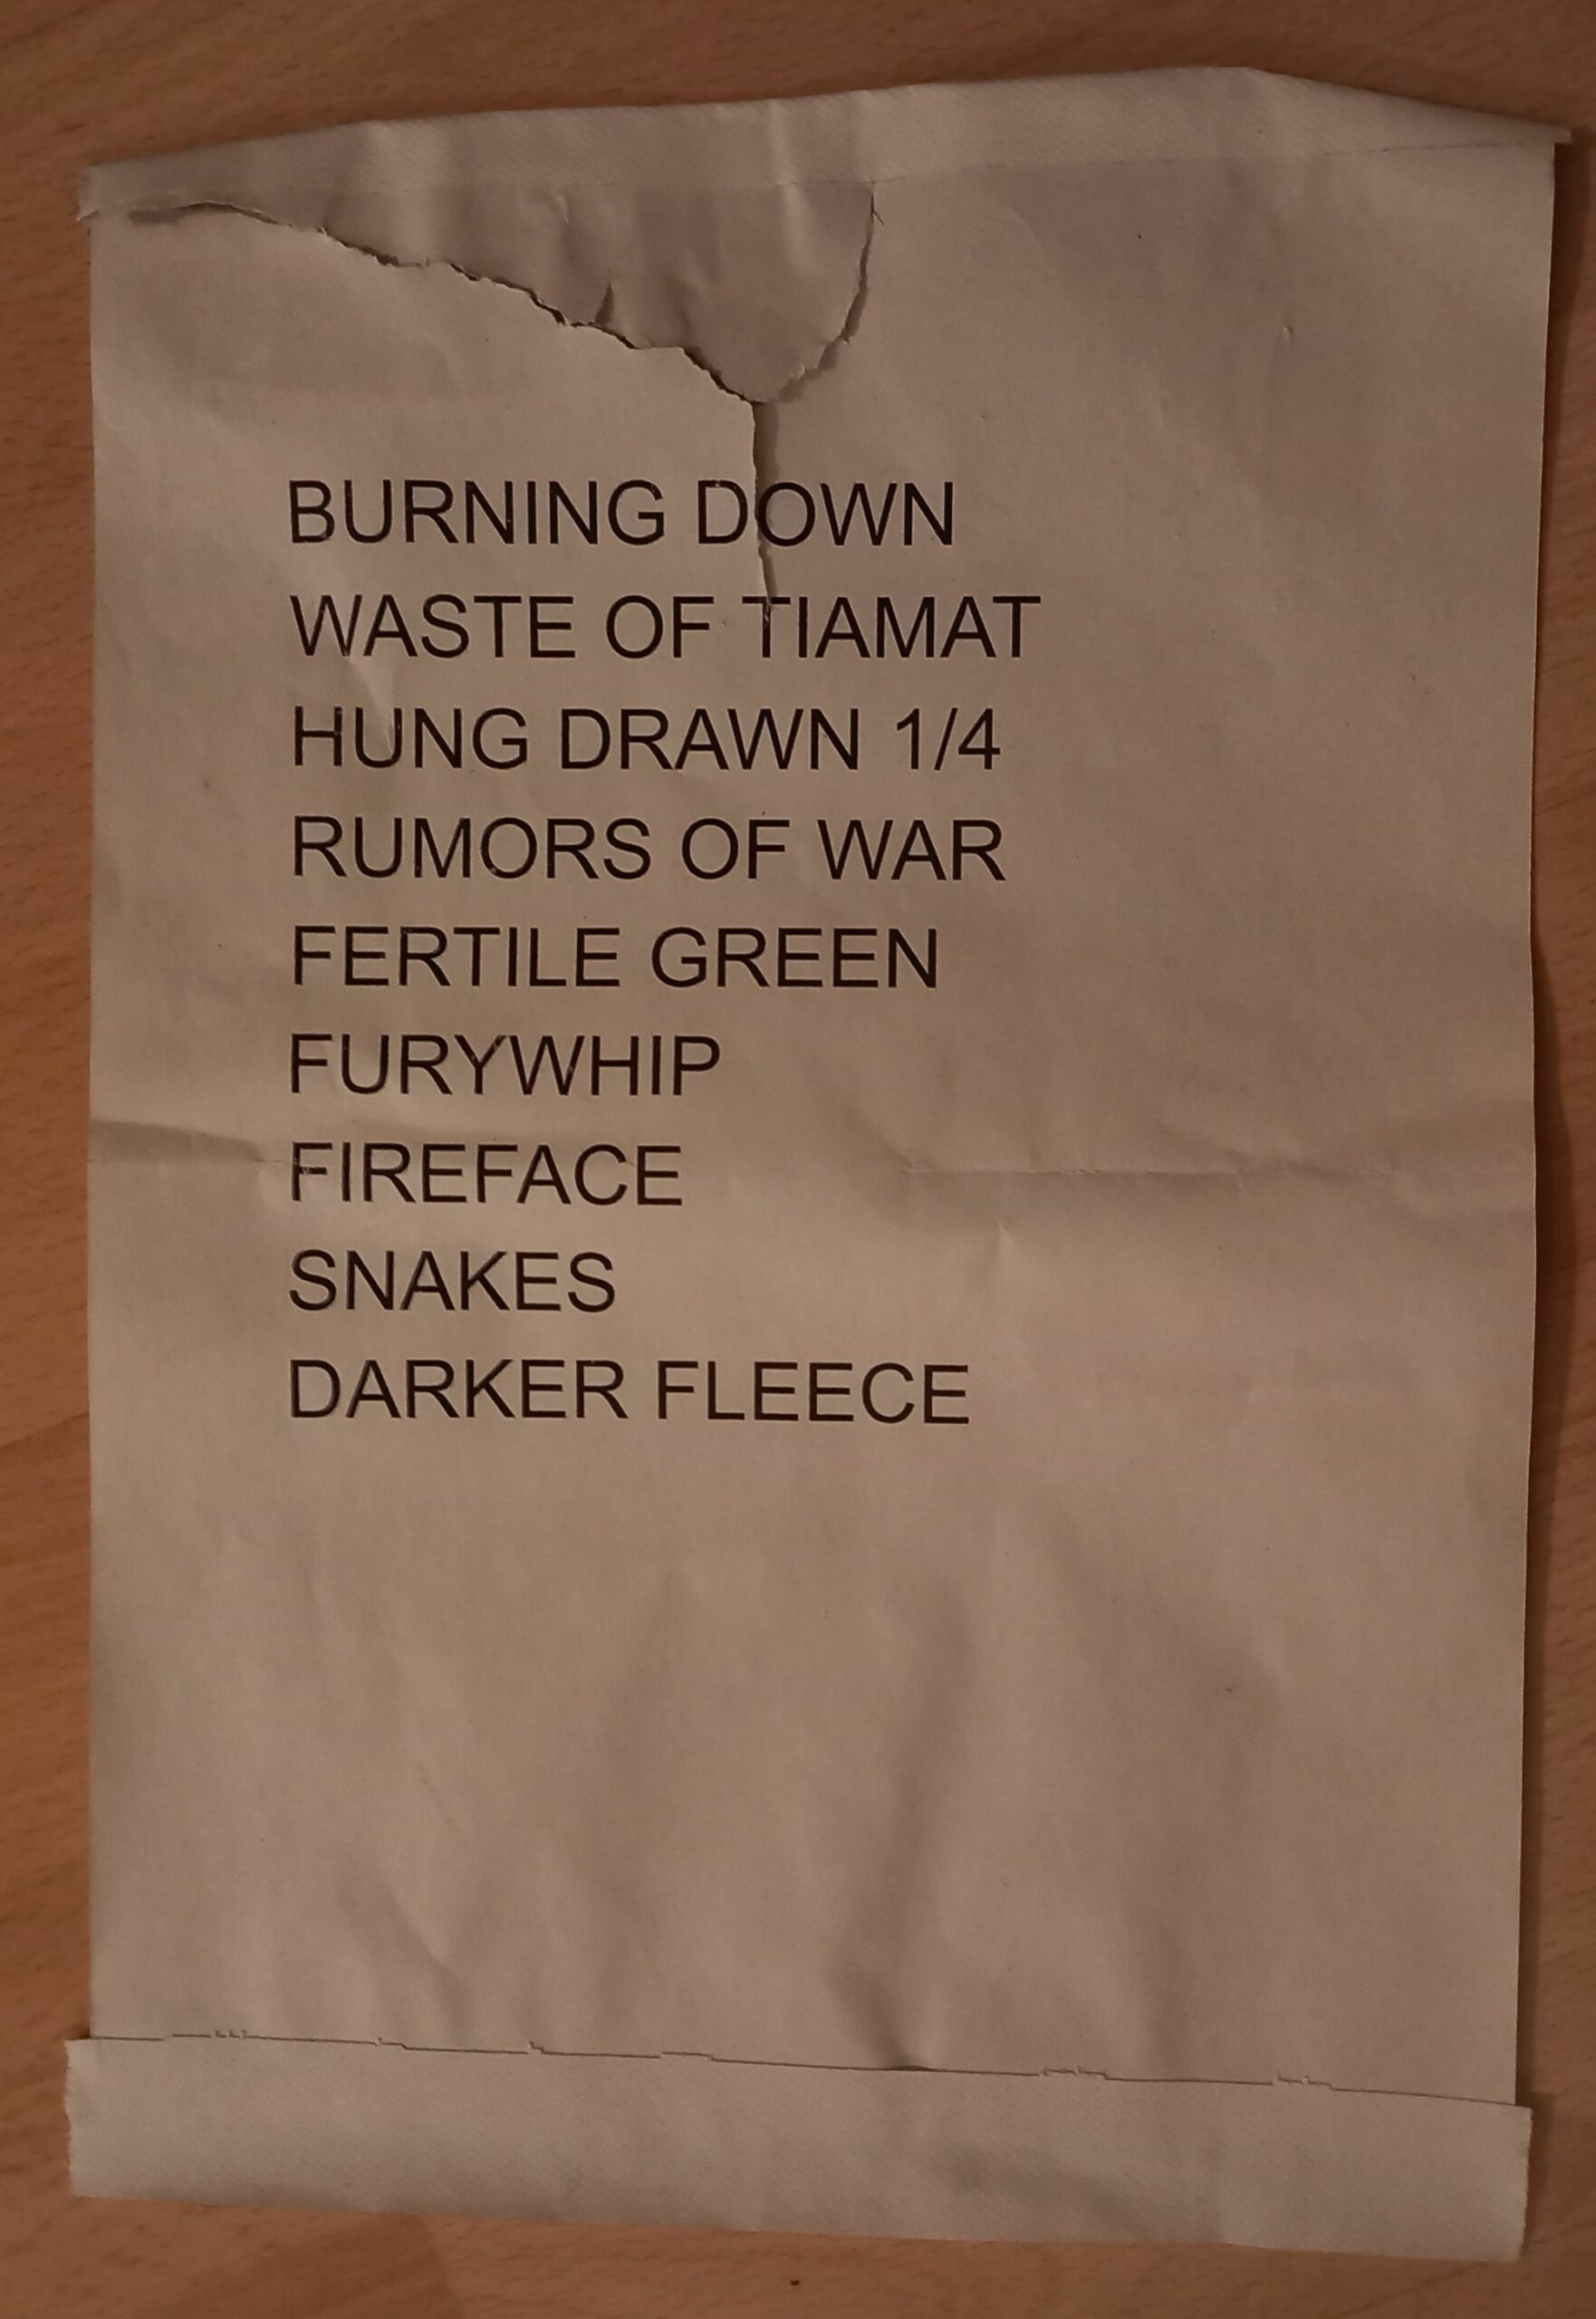 BURNING DOWN
WASTE OF TIAMAT
HUNG DRAWN 1/4
RUMORS OF WAR
FERTILE GREEN
FURYWHIP
FIREFACE
SNAKES
DARKER FLEECE